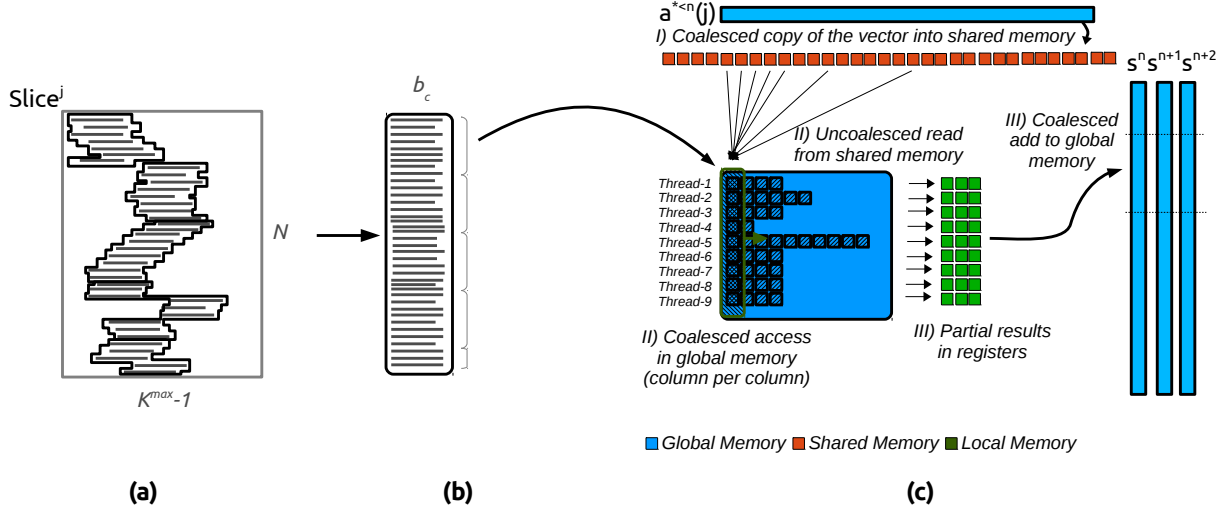 Slice^j
N
K^max-1
(a)
b_c
(b)
a^*<n(j)
I) Coalesced copy of the vector into shared memory
s^n s^n+1 s^n+2
II) Uncoalesced read
from shared memory
III) Coalesced
add to global
memory
Thread-1
Thread-2
Thread-3
Thread-4
Thread-5
Thread-6
Thread-7
Thread-8
Thread-9
II) Coalesced access
in global memory
(column per column)
III) Partial results
in registers
Global Memory Shared Memory Local Memory
(c)